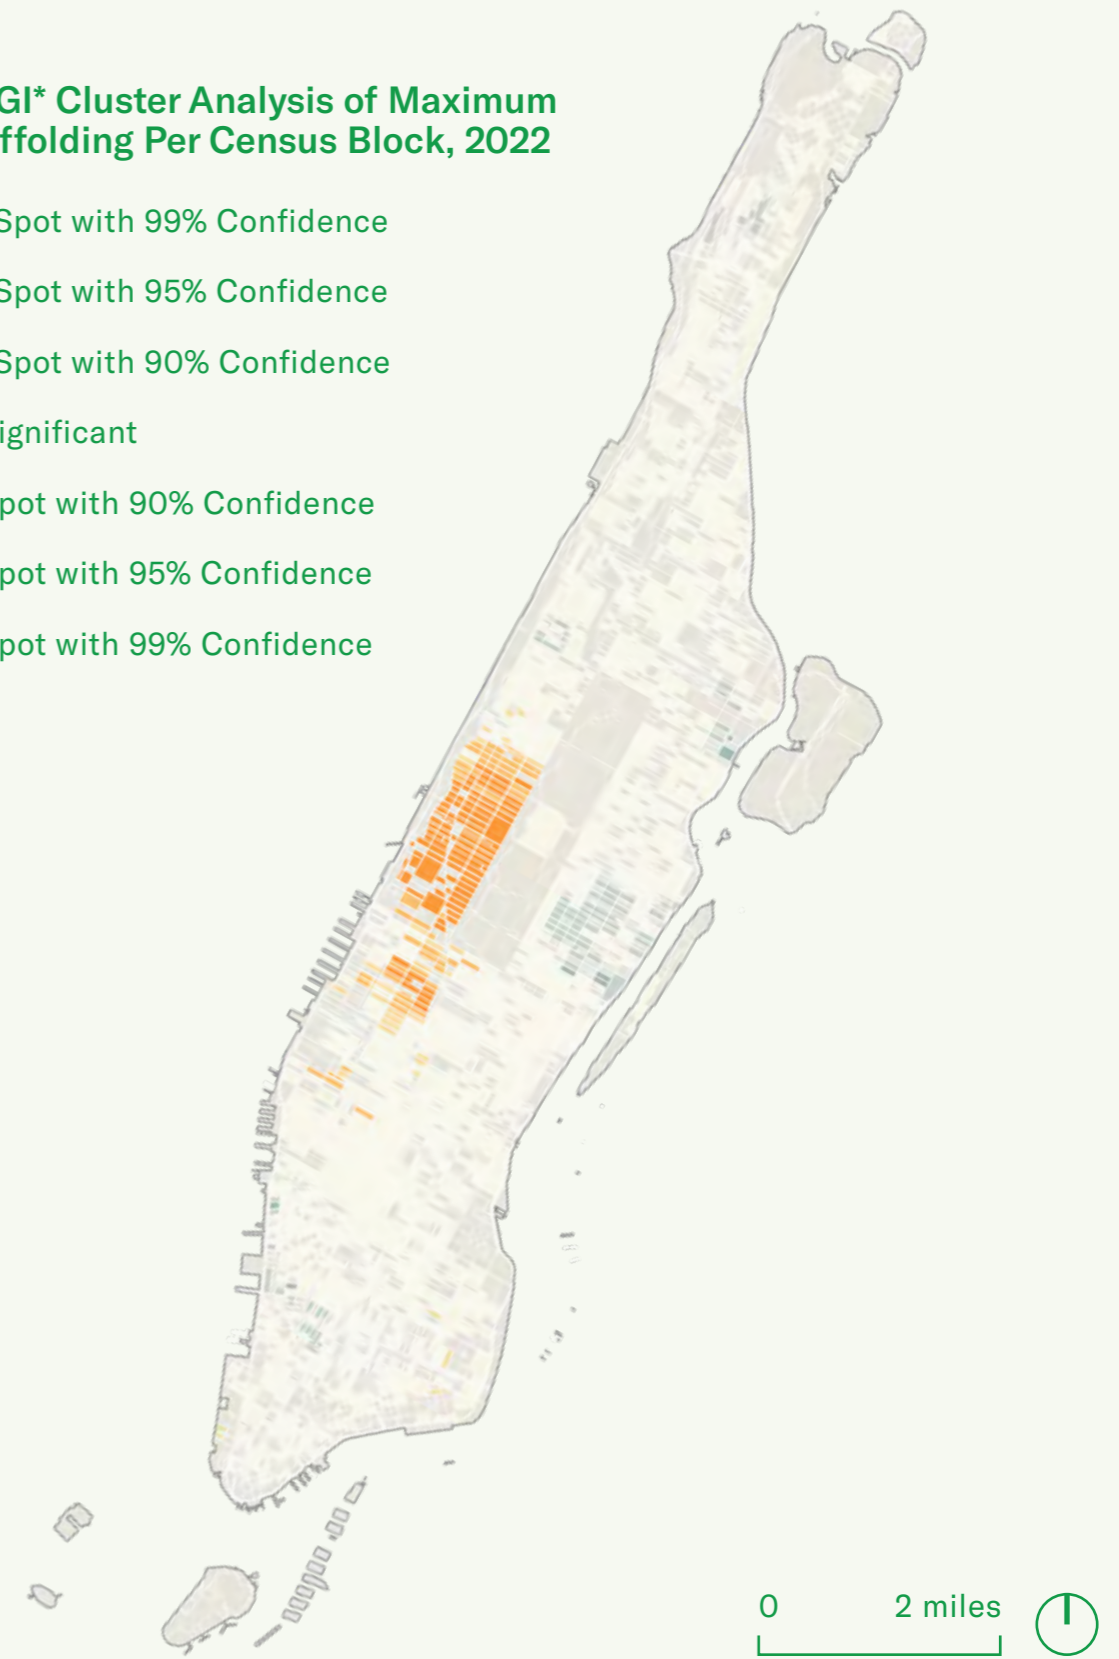 GI* Cluster Analysis of Maximum
ffolding Per Census Block, 2022
Spot with 99% Confidence
Spot with 95% Confidence
Spot with 90% Confidence
ignificant
pot with 90% Confidence
pot with 95% Confidence
pot with 99% Confidence
0 2 miles